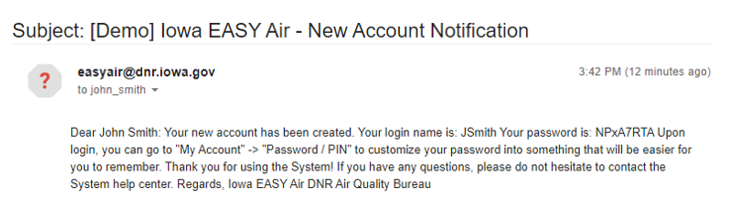 Subject: [Demo] Iowa EASY Air - New Account Notification
easyair@dnr.iowa.gov
3:42 PM (12 minutes ago)
to john_smith
Dear John Smith: Your new account has been created. Your login name is: JSmith Your password is: NPxA7RTA Upon
login, you can go to "My Account" -> "Password / PIN" to customize your password into something that will be easier for
you to remember. Thank you for using the System! If you have any questions, please do not hesitate to contact the
System help center. Regards, Iowa EASY Air DNR Air Quality Bureau